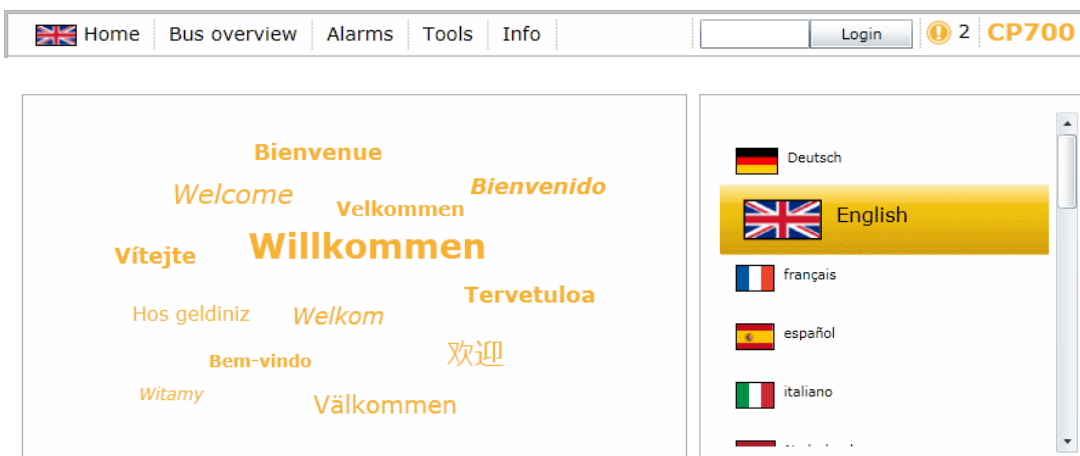 Home Bus overview Alarms Tools Info Login 2 CP700
Bienvenue
Welcome
Bienvenido
Velkommen
Willkommen
Vítejte
Tervetuloa
Hos geldiniz
Welkom
欢迎
Bem-vindo
Witamy
Välkommen
Deutsch
English
français
español
italiano